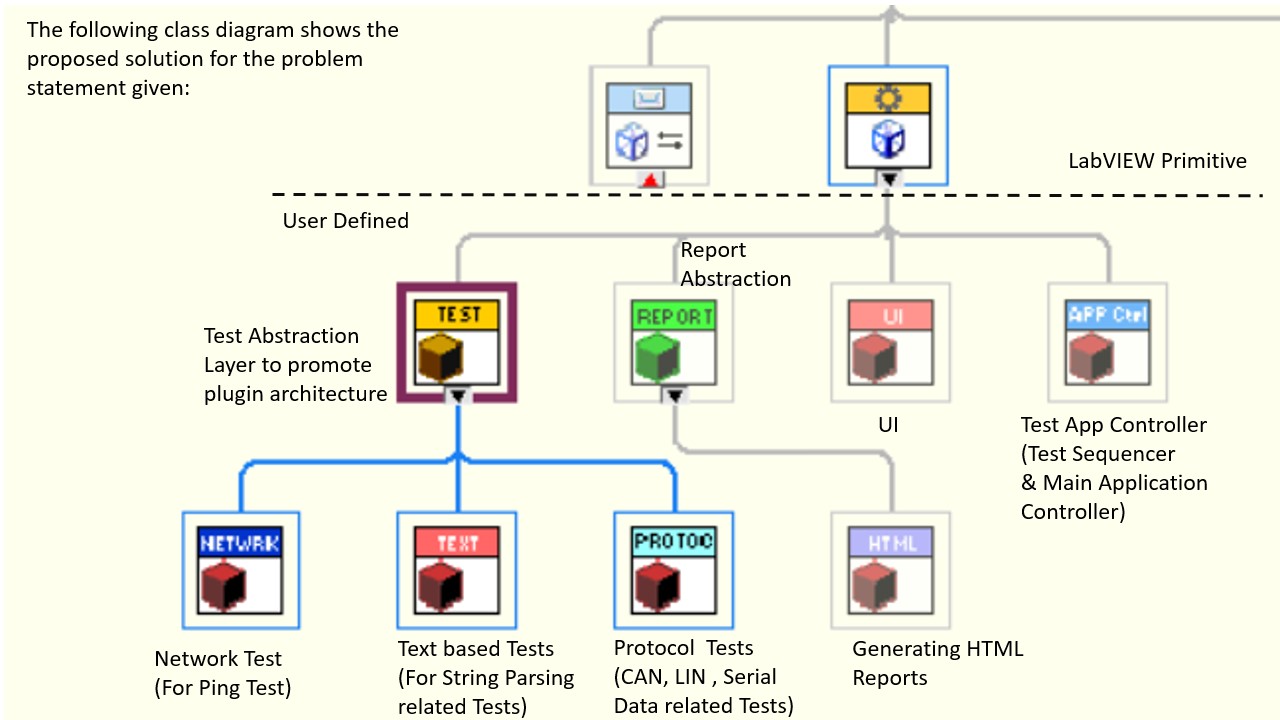 The following class diagram shows the
proposed solution for the problem
statement given:
LabVIEW Primitive
User Defined
Report
Abstraction
TEST
REPORT
UI
APP Ctrl
Test Abstraction
Layer to promote
plugin architecture
UI
Test App Controller
(Test Sequencer
& Main Application
Controller)
NETWRK
TEXT
PROTOC
HTML
Network Test
(For Ping Test)
Text based Tests
(For String Parsing
related Tests)
Protocol  Tests
(CAN, LIN , Serial
Data related Tests)
Generating HTML
Reports